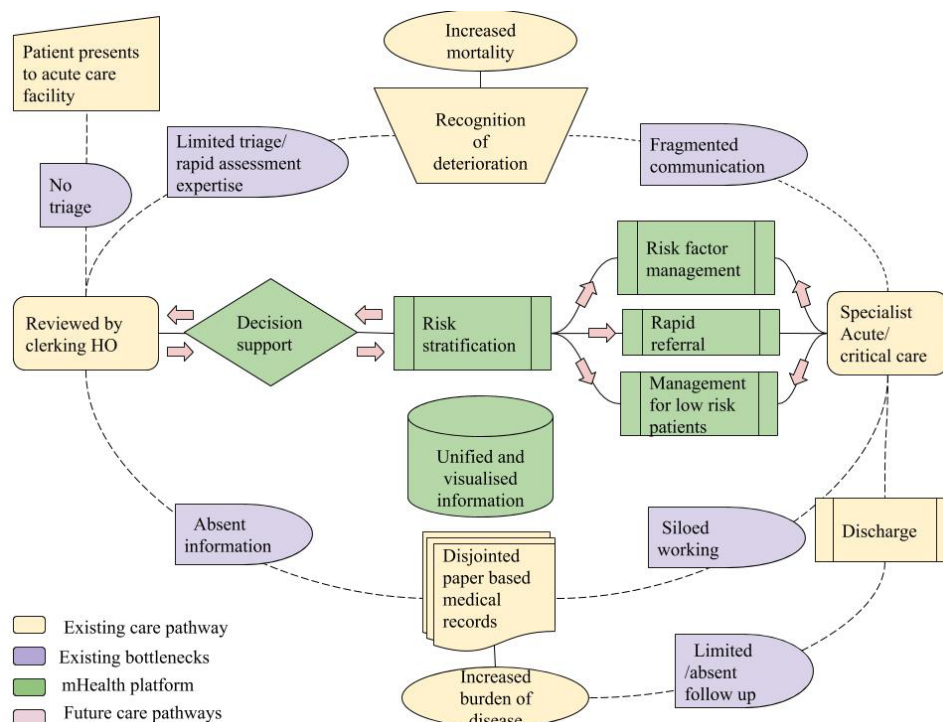 Increased
mortality
Patient presents
to acute care
facility
Recognition
of
deterioration
Limited triage/
rapid assessment
expertise
Fragmented
communication
No
triage
Risk factor
management
Reviewed by
clerking HO
Decision
support
Risk
stratification
Rapid
referral
Specialist
Acute/
critical care
Management
for low risk
patients
Unified and
visualised
information
Absent
information
Disjointed
paper based
medical
records
Siloed
working
Discharge
Existing care pathway
Existing bottlenecks
mHealth platform
Future care pathways
Increased
burden of
disease
Limited
/absent
follow up